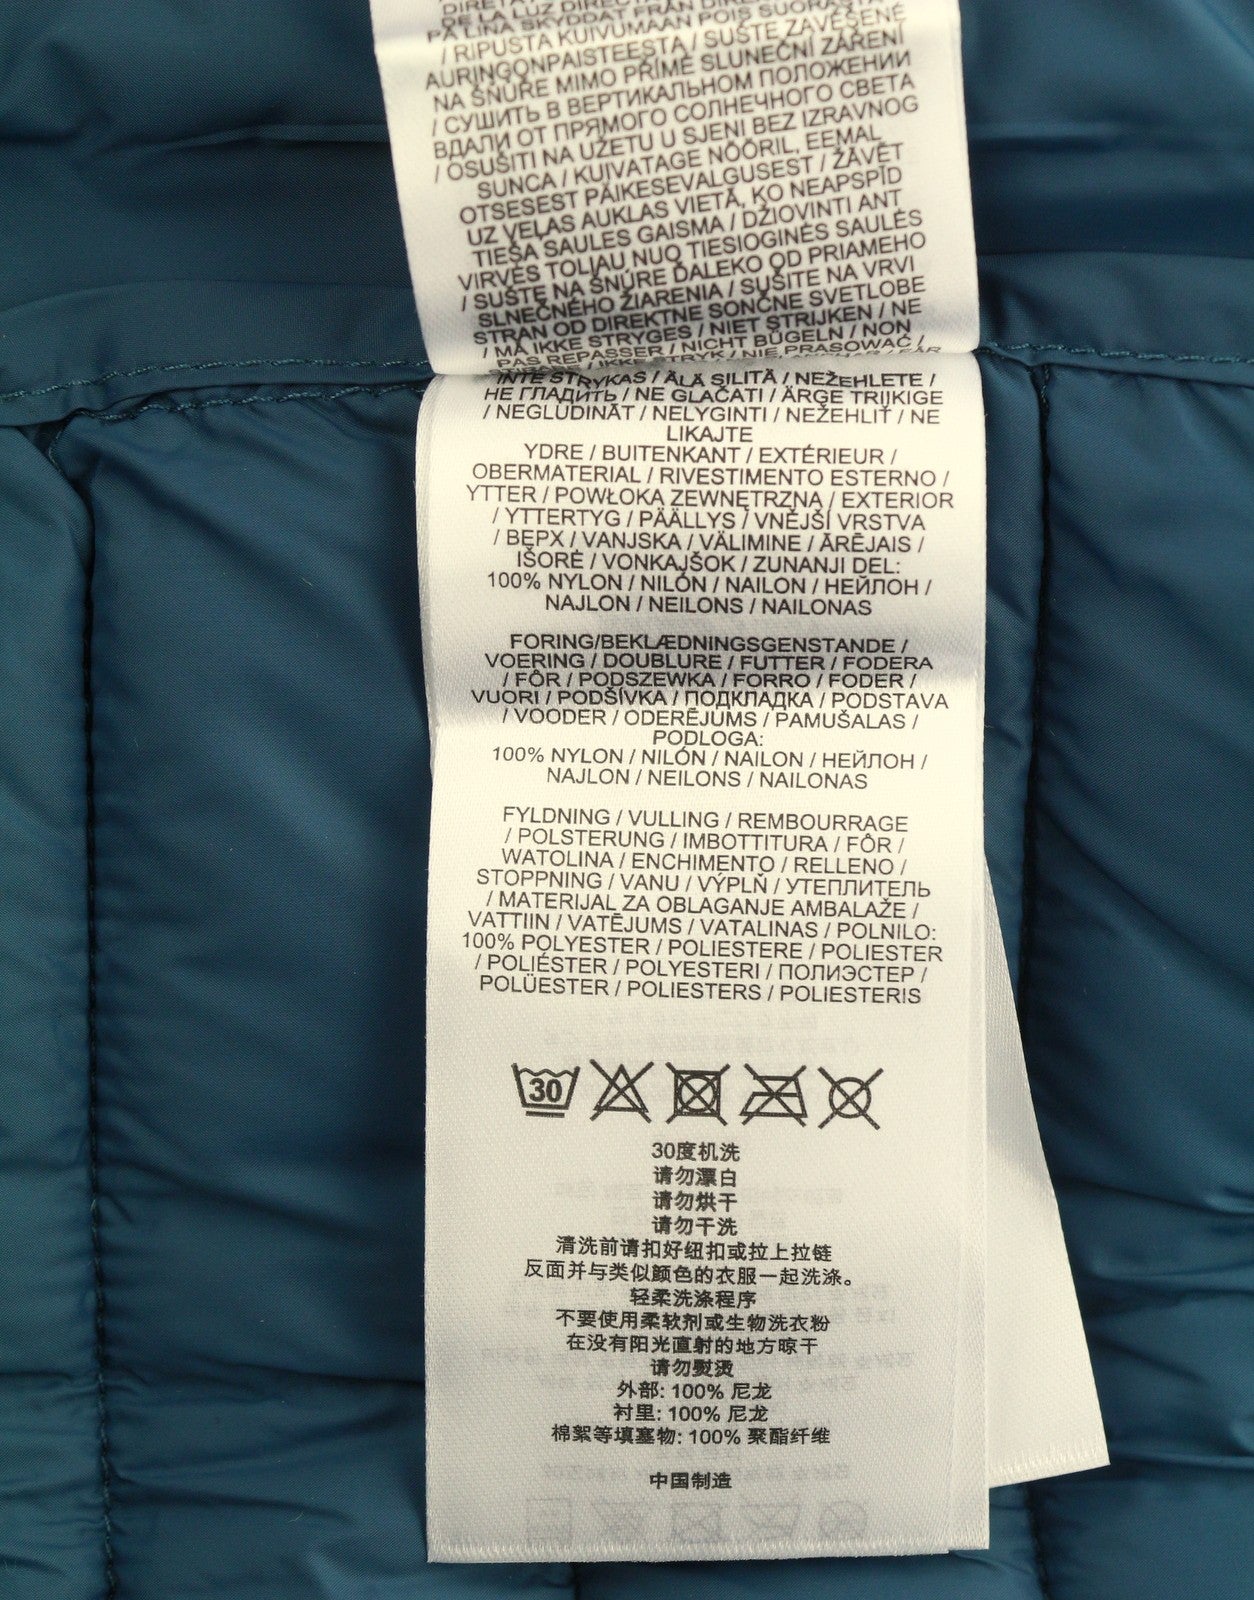 DE LA LUZ DIRECTA
PÅ LINA SKYDDAT FRÅN DIREKT
/ RIPUSTA KUIVUMAAN POIS SUORASTA
AURINGONPAISTEESTA / SUŠTE ZAVĚŠENÉ
NA ŠŇŮŘE MIMO PŘÍMÉ SLUNEČNÍ ZÁŘENÍ
/ СУШИТЬ В ВЕРТИКАЛЬНОМ ПОЛОЖЕНИИ
ВДАЛИ ОТ ПРЯМОГО СОЛНЕЧНОГО СВЕТА
/ OSUŠITI NA UŽETU U SJENI BEZ IZRAVNOG
SUNCA / KUIVATAGE NÖÖRIL, EEMAL
OTSESEST PÄIKESEVALGUSEST / ŽĀVĒT
UZ VEĻAS AUKLAS VIETĀ, KO NEAPSPĪD
TIEŠA SAULES GAISMA / DŽIOVINTI ANT
VIRVĖS TOLIAU NUO TIESIOGINĖS SAULĖS
/ SUŠTE NA ŠNÚRE ĎALEKO OD PRIAMEHO
SLNEČNÉHO ŽIARENIA / SUŠITE NA VRVI
STRAN OD DIREKTNE SONČNE SVETLOBE
/ MÅ IKKE STRYGES / NIET STRIJKEN / NE
PAS REPASSER / NICHT BÜGELN / NON
/ IKKE STRYK / NIE PRASOWAĆ /
INTE STRYKAS / ÄLÄ SILITÄ / NEŽEHLETE /
НЕ ГЛАДИТЬ / NE GLAČATI / ÄRGE TRIIKIGE
/ NEGLUDINĀT / NELYGINTI / NEŽEHLIŤ / NE
LIKAJTE
YDRE / BUITENKANT / EXTÉRIEUR /
OBERMATERIAL / RIVESTIMENTO ESTERNO /
YTTER / POWŁOKA ZEWNĘTRZNA / EXTERIOR
/ YTTERTYG / PÄÄLLYS / VNĚJŠÍ VRSTVA
/ ВЕРХ / VANJSKA / VÄLIMINE / ĀRĒJAIS /
IŠORĖ / VONKAJŠOK / ZUNANJI DEL:
100% NYLON / NILÓN / NAILON / НЕЙЛОН /
NAJLON / NEILONS / NAILONAS
FORING/BEKLÆDNINGSGENSTANDE /
VOERING / DOUBLURE / FUTTER / FODERA
/ FÔR / PODSZEWKA / FORRO / FODER /
VUORI / PODŠÍVKA / ПОДКЛАДКА / PODSTAVA
/ VOODER / ODERĒJUMS / PAMUŠALAS /
PODLOGA:
100% NYLON / NILÓN / NAILON / НЕЙЛОН /
NAJLON / NEILONS / NAILONAS
FYLDNING / VULLING / REMBOURRAGE
/ POLSTERUNG / IMBOTTITURA / FÔR /
WATOLINA / ENCHIMENTO / RELLENO /
STOPPNING / VANU / VÝPLŇ / УТЕПЛИТЕЛЬ
/ MATERIJAL ZA OBLAGANJE AMBALAŽE /
VATTIIN / VATĒJUMS / VATALINAS / POLNILO:
100% POLYESTER / POLIESTERE / POLIESTER
/ POLIÉSTER / POLYESTERI / ПОЛИЭСТЕР /
POLÜESTER / POLIESTERS / POLIESTERIS
30
30度机洗
请勿漂白
请勿烘干
请勿干洗
清洗前请扣好纽扣或拉上拉链
反面并与类似颜色的衣服一起洗涤。
轻柔洗涤程序
不要使用柔软剂或生物洗衣粉
在没有阳光直射的地方晾干
请勿熨烫
外部: 100% 尼龙
衬里: 100% 尼龙
棉絮等填塞物: 100% 聚酯纤维
中国制造